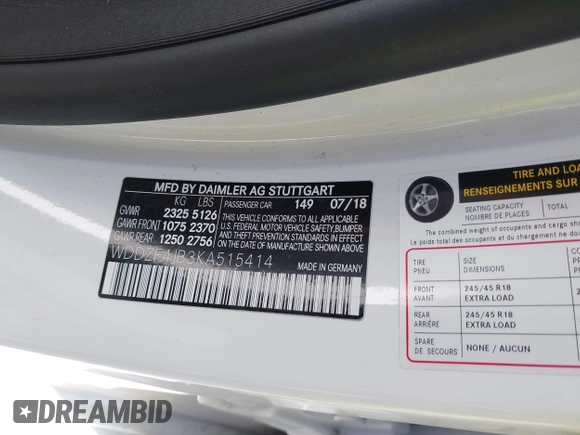 MFD BY DAIMLER AG STUTTGART
KG LBS PASSENGER CAR 149 07/18
GVWR 2325 5126 THIS VEHICLE CONFORMS TO ALL APPLICABLE
GAWR FRONT 1075 2370 U.S. FEDERAL MOTOR VEHICLE SAFETY,BUMPER,
GAWR REAR 1250 2756 AND THEFT PREVENTION STANDARDS IN EFFECT
ON THE DATE OF MANUFACTURE SHOWN ABOVE.
WDDZF4JB3KA515414
TIRE AND LOA
RENSEIGNEMENTS SUR
SEATING CAPACITY TOTAL
NOMBRE DE PLACES
The combined weight of occupants and cargo should
Le poids total des occupants et du chargement ne doit
TIRE SIZE
PNEU DIMENSIONS
FRONT 245/45 R18
AVANT EXTRA LOAD
REAR 245/45 R18
ARRIÈRE EXTRA LOAD
SPARE NONE / AUCUN
DE SECOURS
DREAMBID